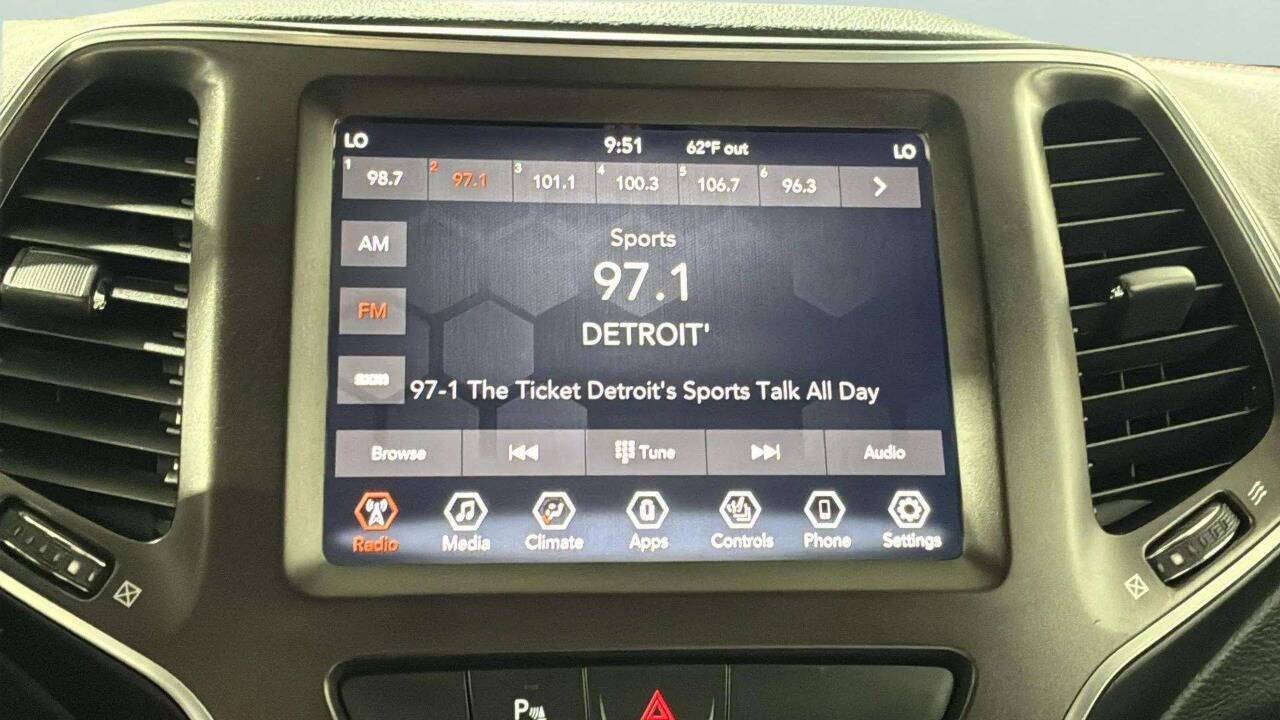 LO 9:51 62°F out LO
1 98.7 2 97.1 3 101.1 4 100.3 5 106.7 6 96.3
AM
Sports
97.1
FM
DETROIT'
sxm
97-1 The Ticket Detroit's Sports Talk All Day
Browse Tune Audio
Radio Media Climate Apps Controls Phone Settings
P